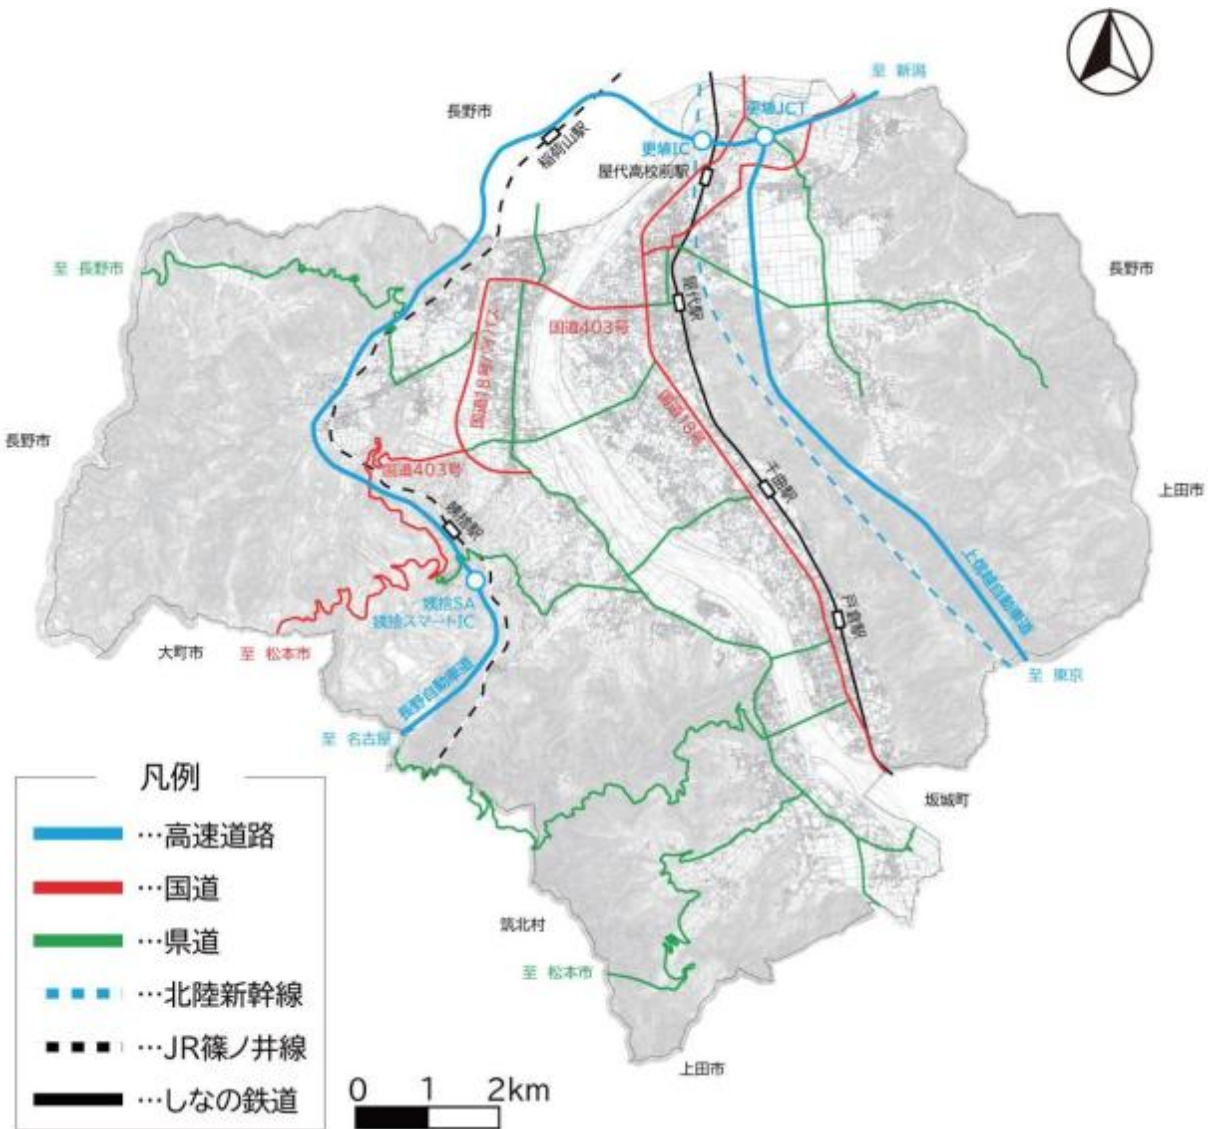 至 新潟
長野市
更埴JCT
稲荷山駅
更埴IC
屋代高校前駅
至 長野市
長野市
屋代駅
国道403号
国道18号バイパス
国道18号
長野市
国道403号
千曲駅
上田市
姨捨駅
上信越自動車道
姨捨SA
姨捨スマートIC
戸倉駅
大町市
至 松本市
至 東京
長野自動車道
至 名古屋
坂城町
筑北村
至 松本市
上田市
凡例
…高速道路
…国道
…県道
…北陸新幹線
…JR篠ノ井線
…しなの鉄道
0 1 2km